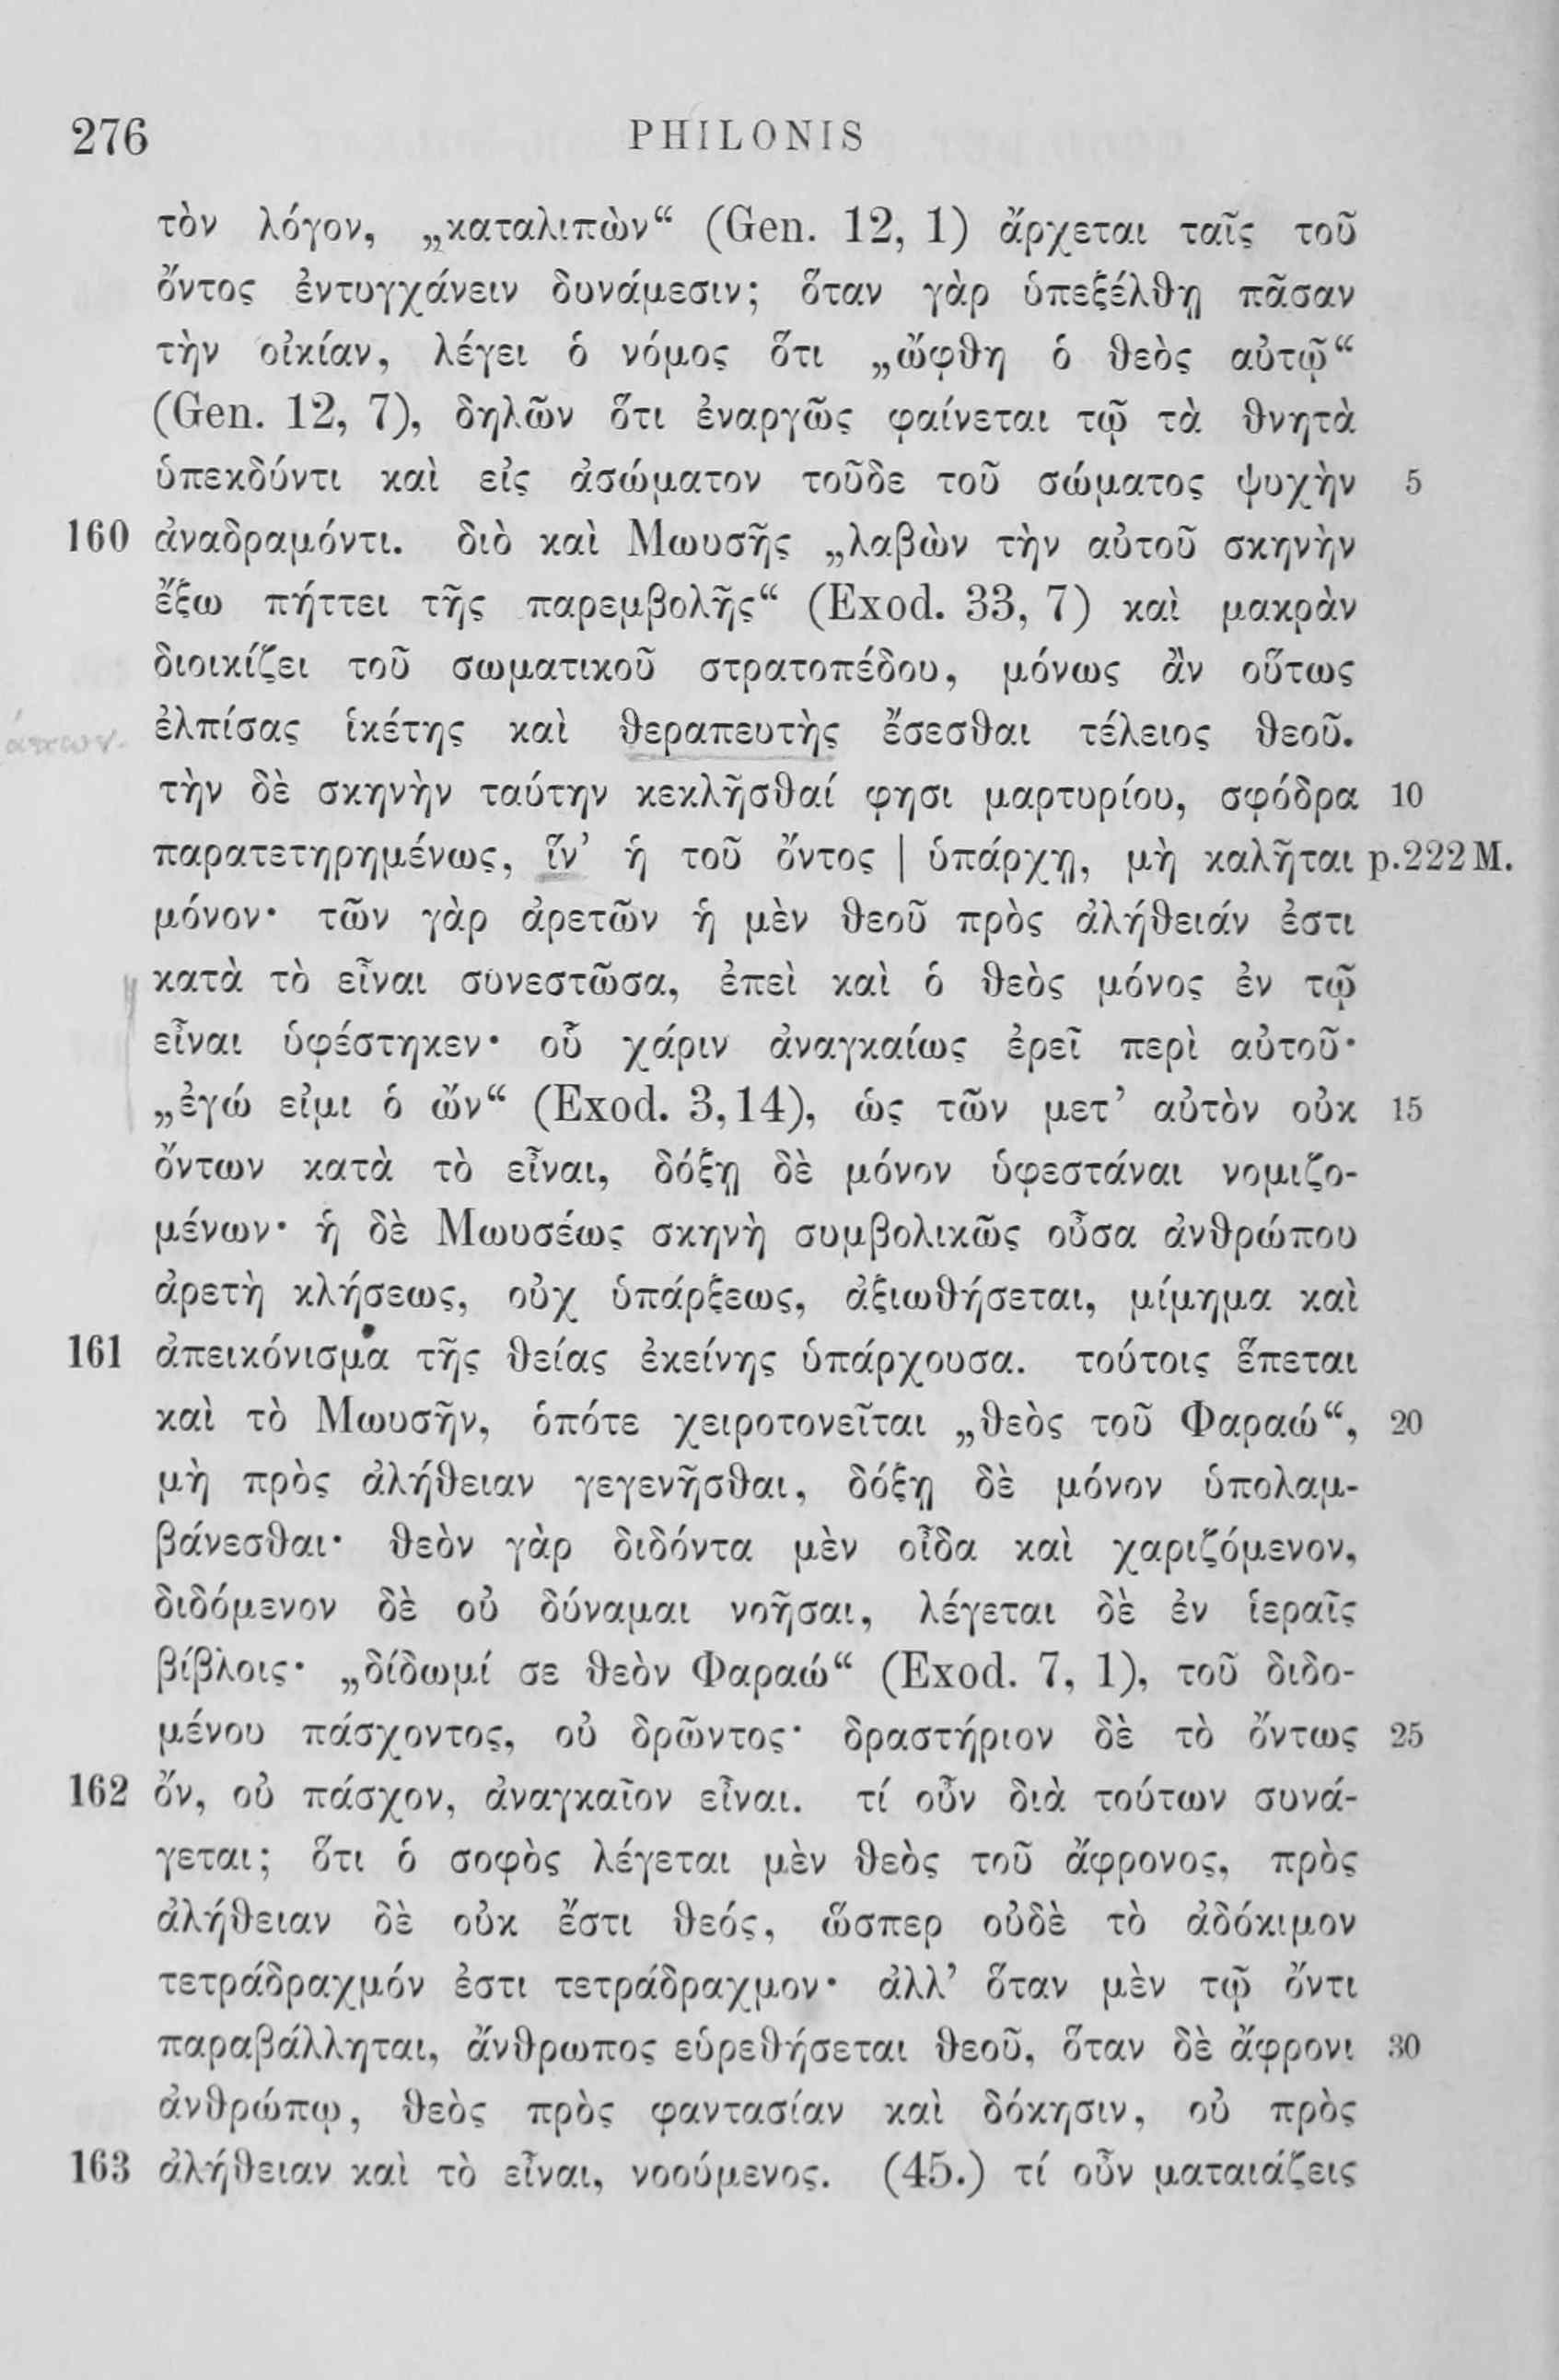 276 PHILONIS
τὸν λόγον, „καταλιπὼν“ (Gen. 12, 1) ἄρχεται ταῖς τοῦ
ὄντος ἐντυγχάνειν δυνάμεσιν; ὅταν γὰρ ὑπεξέλθῃ πᾶσαν
τὴν οἰκίαν, λέγει ὁ νόμος ὅτι „ὤφθη ὁ θεὸς αὐτῷ“
(Gen. 12, 7), δηλῶν ὅτι ἐναργῶς φαίνεται τῷ τὰ θνητὰ
ὑπεκδύντι καὶ εἰς ἀσώματον τοῦδε τοῦ σώματος ψυχὴν 5
160 ἀναδραμόντι. διὸ καὶ Μωυσῆς „λαβὼν τὴν αὐτοῦ σκηνὴν
ἔξω πήττει τῆς παρεμβολῆς“ (Exod. 33, 7) καὶ μακρὰν
διοικίζει τοῦ σωματικοῦ στρατοπέδου, μόνως ἂν οὕτως
ἐλπίσας ἱκέτης καὶ θεραπευτὴς ἔσεσθαι τέλειος θεοῦ.
τὴν δὲ σκηνὴν ταύτην κεκλῆσθαί φησι μαρτυρίου, σφόδρα 10
παρατετηρημένως, ἵν’ ἡ τοῦ ὄντος | ὑπάρχῃ, μὴ καλῆται p.222 M.
μόνον· τῶν γὰρ ἀρετῶν ἡ μὲν θεοῦ πρὸς ἀλήθειάν ἐστι
κατὰ τὸ εἶναι συνεστῶσα, ἐπεὶ καὶ ὁ θεὸς μόνος ἐν τῷ
εἶναι ὑφέστηκεν· οὗ χάριν ἀναγκαίως ἐρεῖ περὶ αὐτοῦ·
„ἐγώ εἰμι ὁ ὤν“ (Exod. 3,14), ὡς τῶν μετ’ αὐτὸν οὐκ 15
ὄντων κατὰ τὸ εἶναι, δόξῃ δὲ μόνον ὑφεστάναι νομιζο-
μένων· ἡ δὲ Μωυσέως σκηνὴ συμβολικῶς οὖσα ἀνθρώπου
ἀρετὴ κλήσεως, οὐχ ὑπάρξεως, ἀξιωθήσεται, μίμημα καὶ
161 ἀπεικόνισμα τῆς θείας ἐκείνης ὑπάρχουσα. τούτοις ἕπεται
καὶ τὸ Μωυσῆν, ὁπότε χειροτονεῖται „θεὸς τοῦ Φαραώ“, 20
μὴ πρὸς ἀλήθειαν γεγενῆσθαι, δόξῃ δὲ μόνον ὑπολαμ-
βάνεσθαι· θεὸν γὰρ διδόντα μὲν οἶδα καὶ χαριζόμενον,
διδόμενον δὲ οὐ δύναμαι νοῆσαι, λέγεται δὲ ἐν ἱεραῖς
βίβλοις· „δίδωμί σε θεὸν Φαραώ“ (Exod. 7, 1), τοῦ διδο-
μένου πάσχοντος, οὐ δρῶντος· δραστήριον δὲ τὸ ὄντως 25
162 ὄν, οὐ πάσχον, ἀναγκαῖον εἶναι. τί οὖν διὰ τούτων συνά-
γεται; ὅτι ὁ σοφὸς λέγεται μὲν θεὸς τοῦ ἄφρονος, πρὸς
ἀλήθειαν δὲ οὐκ ἔστι θεός, ὥσπερ οὐδὲ τὸ ἀδόκιμον
τετράδραχμόν ἐστι τετράδραχμον· ἀλλ’ ὅταν μὲν τῷ ὄντι
παραβάλληται, ἄνθρωπος εὑρεθήσεται θεοῦ, ὅταν δὲ ἄφρονι 30
ἀνθρώπῳ, θεὸς πρὸς φαντασίαν καὶ δόκησιν, οὐ πρὸς
163 ἀλήθειαν καὶ τὸ εἶναι, νοούμενος. (45.) τί οὖν ματαιάζεις